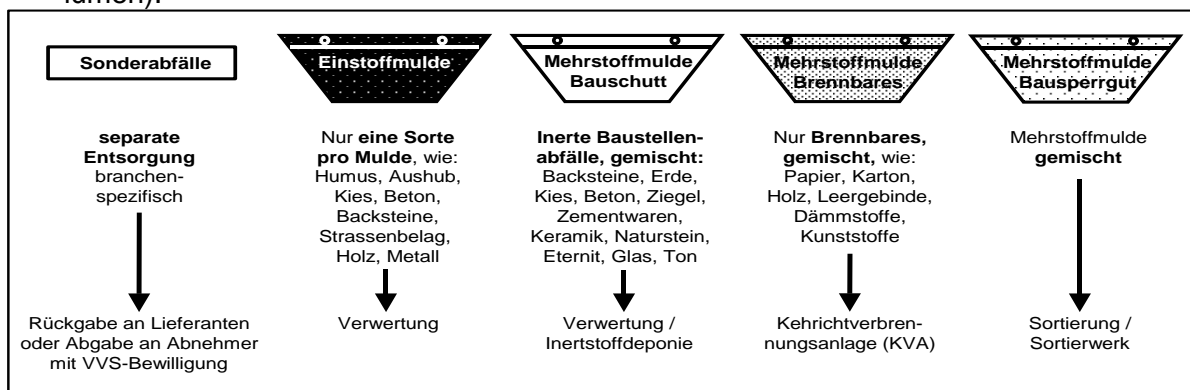 lumen).
Sonderabfälle
separate
Entsorgung
branchen-
spezifisch
Rückgabe an Lieferanten
oder Abgabe an Abnehmer
mit VVS-Bewilligung
Einstoffmulde
Nur eine Sorte
pro Mulde, wie:
Humus, Aushub,
Kies, Beton,
Backsteine,
Strassenbelag,
Holz, Metall
Verwertung
Mehrstoffmulde
Bauschutt
Inerte Baustellen-
abfälle, gemischt:
Backsteine, Erde,
Kies, Beton, Ziegel,
Zementwaren,
Keramik, Naturstein,
Eternit, Glas, Ton
Verwertung /
Inertstoffdeponie
Mehrstoffmulde
Brennbares
Nur Brennbares,
gemischt, wie:
Papier, Karton,
Holz, Leergebinde,
Dämmstoffe,
Kunststoffe
Kehrichtverbren-
nungsanlage (KVA)
Mehrstoffmulde
Bausperrgut
Mehrstoffmulde
gemischt
Sortierung /
Sortierwerk